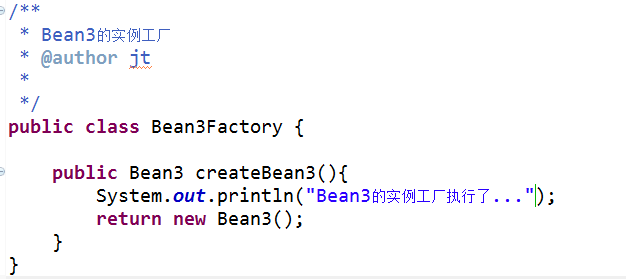 /**
 * Bean3的实例工厂
 * @author jt
 *
 */
public class Bean3Factory {
    public Bean3 createBean3(){
        System.out.println("Bean3的实例工厂执行了...");
        return new Bean3();
    }
}